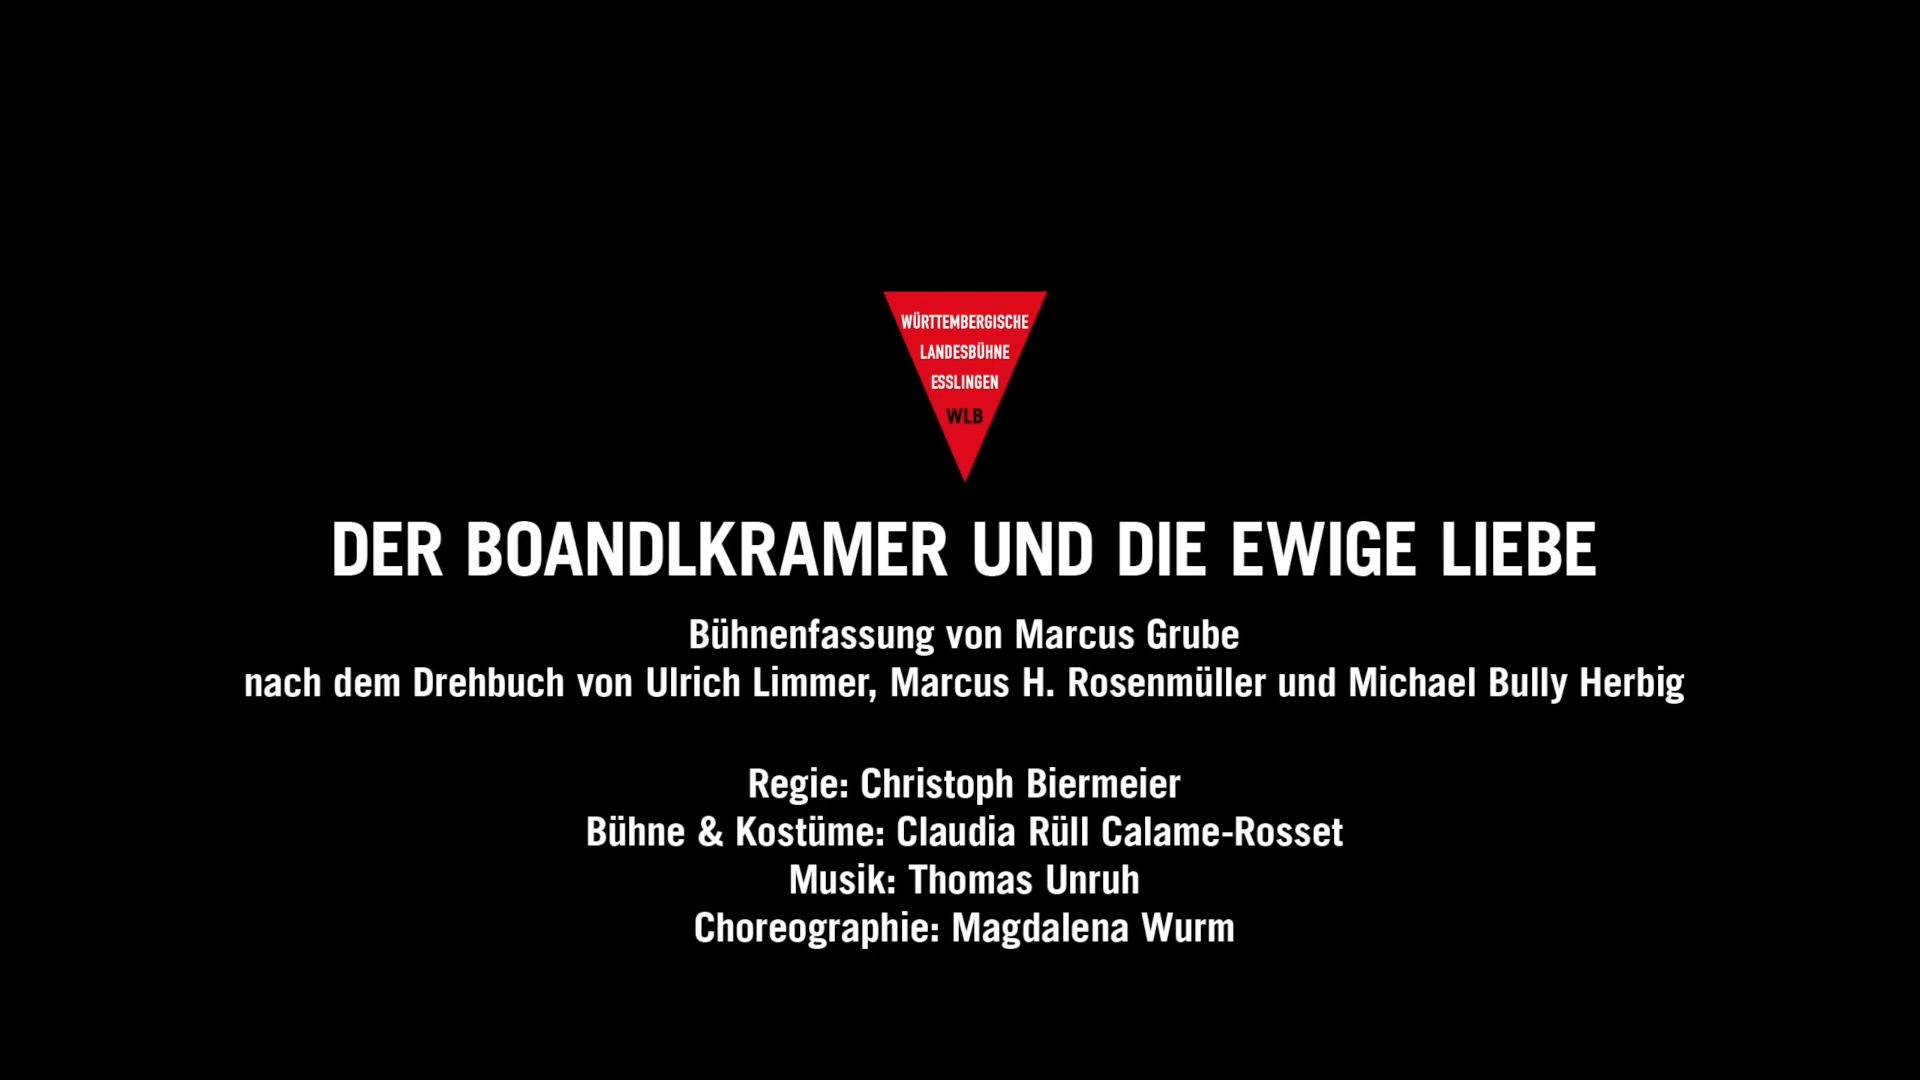 WÜRTTEMBERGISCHE
LANDESBÜHNE
ESSLINGEN
WLB
DER BOANDLKRAMER UND DIE EWIGE LIEBE
Bühnenfassung von Marcus Grube
nach dem Drehbuch von Ulrich Limmer, Marcus H. Rosenmüller und Michael Bully Herbig
Regie: Christoph Biermeier
Bühne & Kostüme: Claudia Rüll Calame-Rosset
Musik: Thomas Unruh
Choreographie: Magdalena Wurm